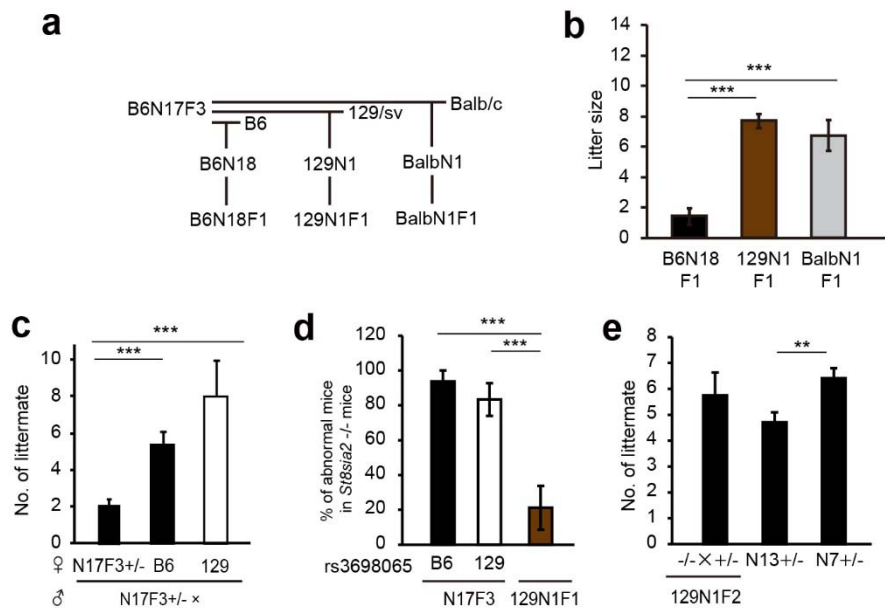 a
B6N17F3
Balb/c
129/sv
B6
B6N18 129N1 BalbN1
B6N18F1 129N1F1 BalbN1F1
b
Litter size
14
12
10
8
6
4
2
0
***
***
B6N18 129N1 BalbN1
F1 F1 F1
c
No. of littermate
10
8
6
4
2
0
***
***
♀ N17F3+/- B6 129
♂ N17F3+/- ×
d
% of abnormal mice
in St8sia2 -/- mice
120
100
80
60
40
20
0
***
***
rs3698065 B6 129
N17F3 129N1F1
e
No. of littermate
8
7
6
5
4
3
2
1
0
**
-/-×+/- N13+/- N7+/-
129N1F2